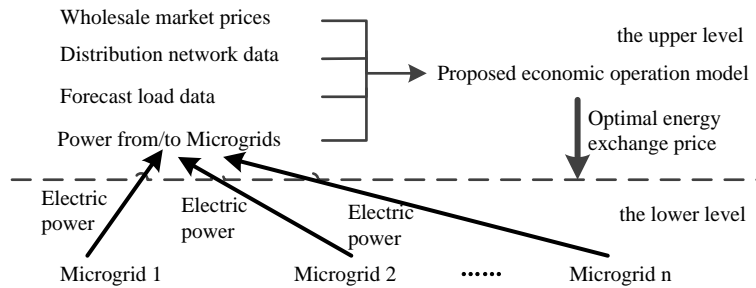 Wholesale market prices
the upper level
Distribution network data
Proposed economic operation model
Forecast load data
Optimal energy
exchange price
Power from/to Microgrids
Electric
power
Electric
power
Electric
power
the lower level
Microgrid 1
Microgrid 2
......
Microgrid n